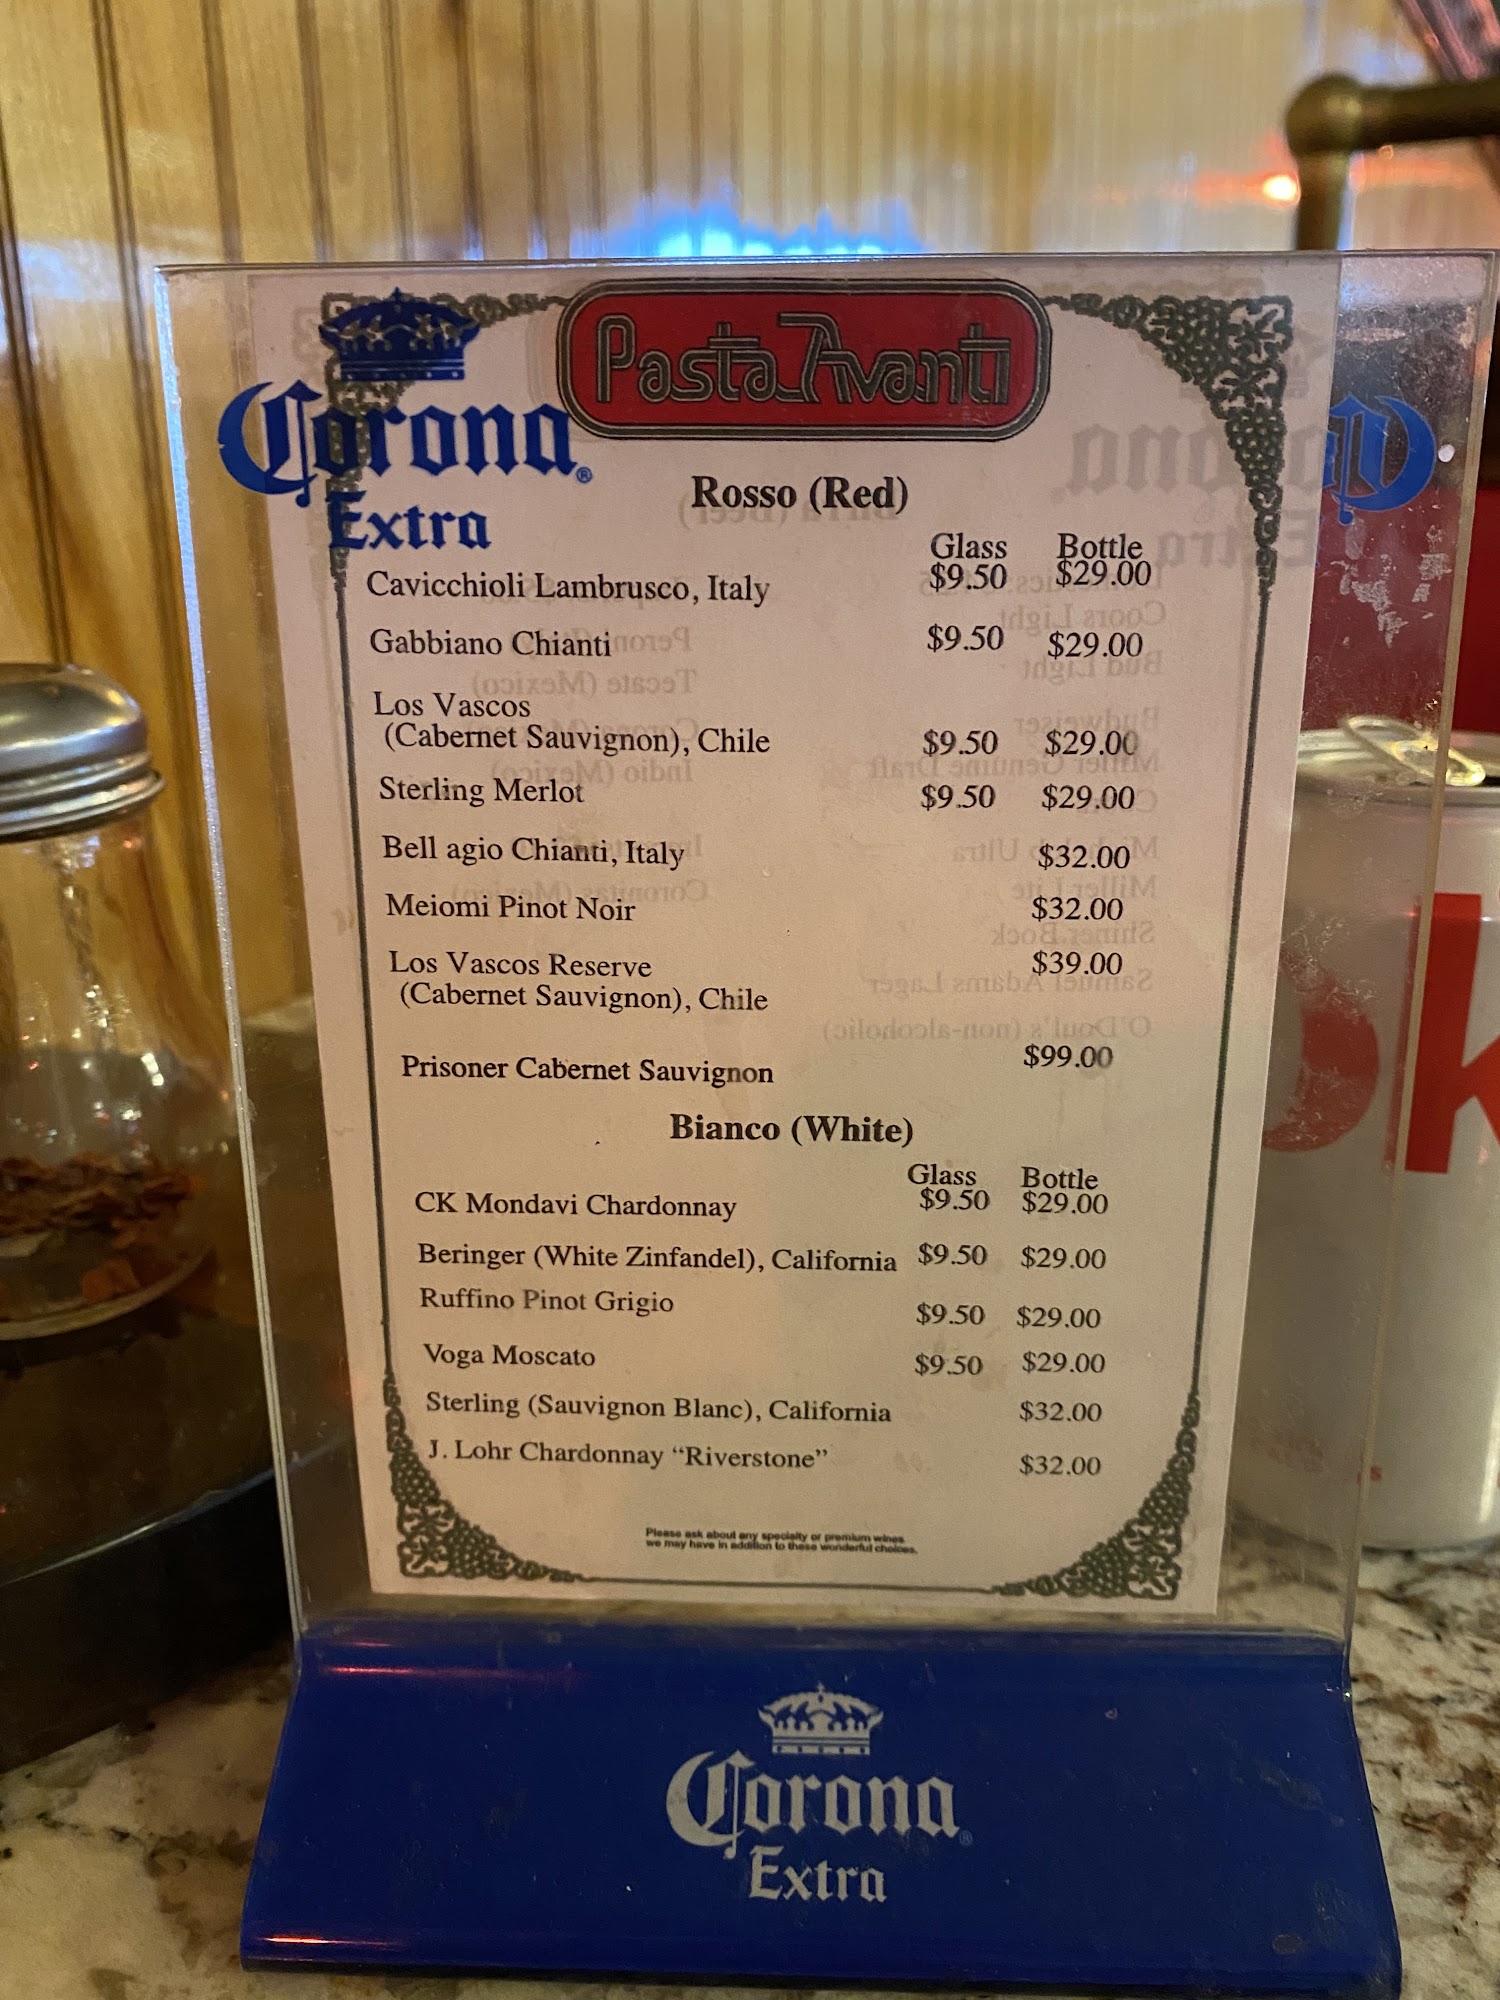 Pasta Avanti
Corona®
Extra
Rosso (Red)
Glass Bottle
Cavicchioli Lambrusco, Italy $9.50 $29.00
Gabbiano Chianti $9.50 $29.00
Los Vascos
(Cabernet Sauvignon), Chile $9.50 $29.00
Sterling Merlot $9.50 $29.00
Bell agio Chianti, Italy $32.00
Meiomi Pinot Noir $32.00
Los Vascos Reserve $39.00
(Cabernet Sauvignon), Chile
Prisoner Cabernet Sauvignon $99.00
Bianco (White)
Glass Bottle
CK Mondavi Chardonnay $9.50 $29.00
Beringer (White Zinfandel), California $9.50 $29.00
Ruffino Pinot Grigio $9.50 $29.00
Voga Moscato $9.50 $29.00
Sterling (Sauvignon Blanc), California $32.00
J. Lohr Chardonnay “Riverstone” $32.00
Please ask about any specialty or premium wines
we may have in addition to these wonderful choices.
Corona®
Extra